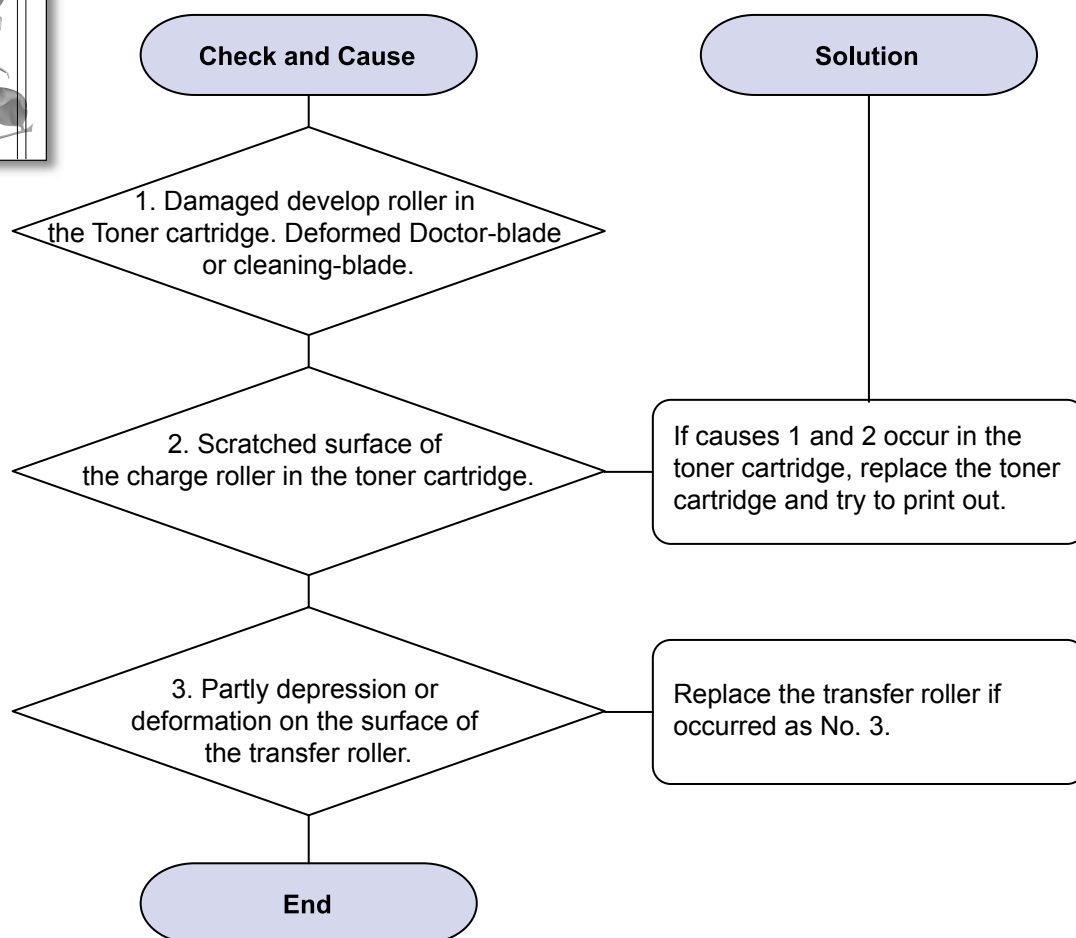 Check and Cause
Solution
1. Damaged develop roller in
the Toner cartridge. Deformed Doctor-blade
or cleaning-blade.
2. Scratched surface of
the charge roller in the toner cartridge.
If causes 1 and 2 occur in the
toner cartridge, replace the toner
cartridge and try to print out.
3. Partly depression or
deformation on the surface of
the transfer roller.
Replace the transfer roller if
occurred as No. 3.
End